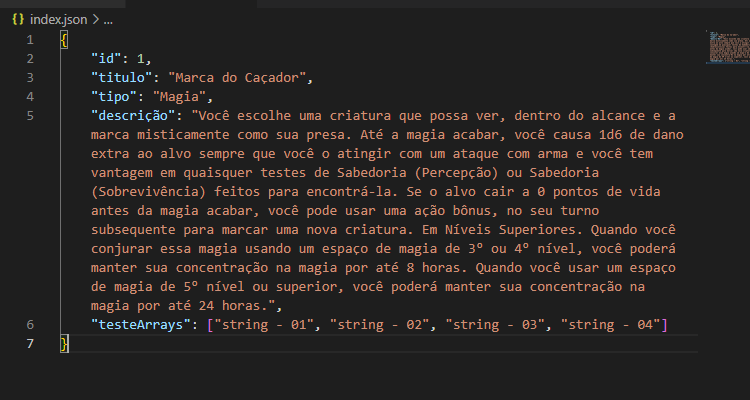 {} index.json > ...
1 {
2 "id": 1,
3 "titulo": "Marca do Caçador",
4 "tipo": "Magia",
5 "descrição": "Você escolhe uma criatura que possa ver, dentro do alcance e a
marca misticamente como sua presa. Até a magia acabar, você causa 1d6 de dano
extra ao alvo sempre que você o atingir com um ataque com arma e você tem
vantagem em quaisquer testes de Sabedoria (Percepção) ou Sabedoria
(Sobrevivência) feitos para encontrá-la. Se o alvo cair a 0 pontos de vida
antes da magia acabar, você pode usar uma ação bônus, no seu turno
subsequente para marcar uma nova criatura. Em Níveis Superiores. Quando você
conjurar essa magia usando um espaço de magia de 3º ou 4º nível, você poderá
manter sua concentração na magia por até 8 horas. Quando você usar um espaço
de magia de 5º nível ou superior, você poderá manter sua concentração na
magia por até 24 horas.",
6 "testeArrays": ["string - 01", "string - 02", "string - 03", "string - 04"]
7 }